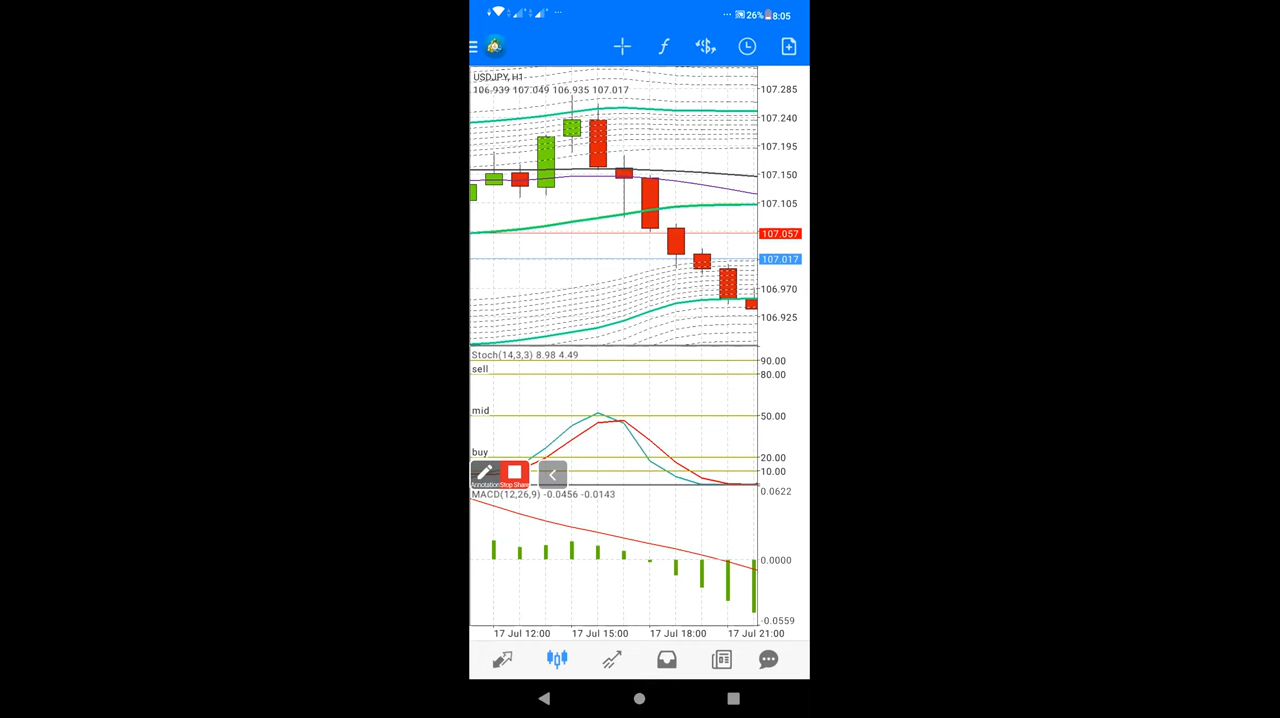 26% 8:05
USDJPY, H1
106.939 107.049 106.935 107.017
107.285
107.240
107.195
107.150
107.105
107.057
107.017
106.970
106.925
Stoch(14,3,3) 8.98 4.49
90.00
sell
80.00
mid
50.00
buy
20.00
10.00
Annotation Stop Share
MACD(12,26,9) -0.0456 -0.0143
0.0622
0.0000
-0.0559
17 Jul 12:00 17 Jul 15:00 17 Jul 18:00 17 Jul 21:00